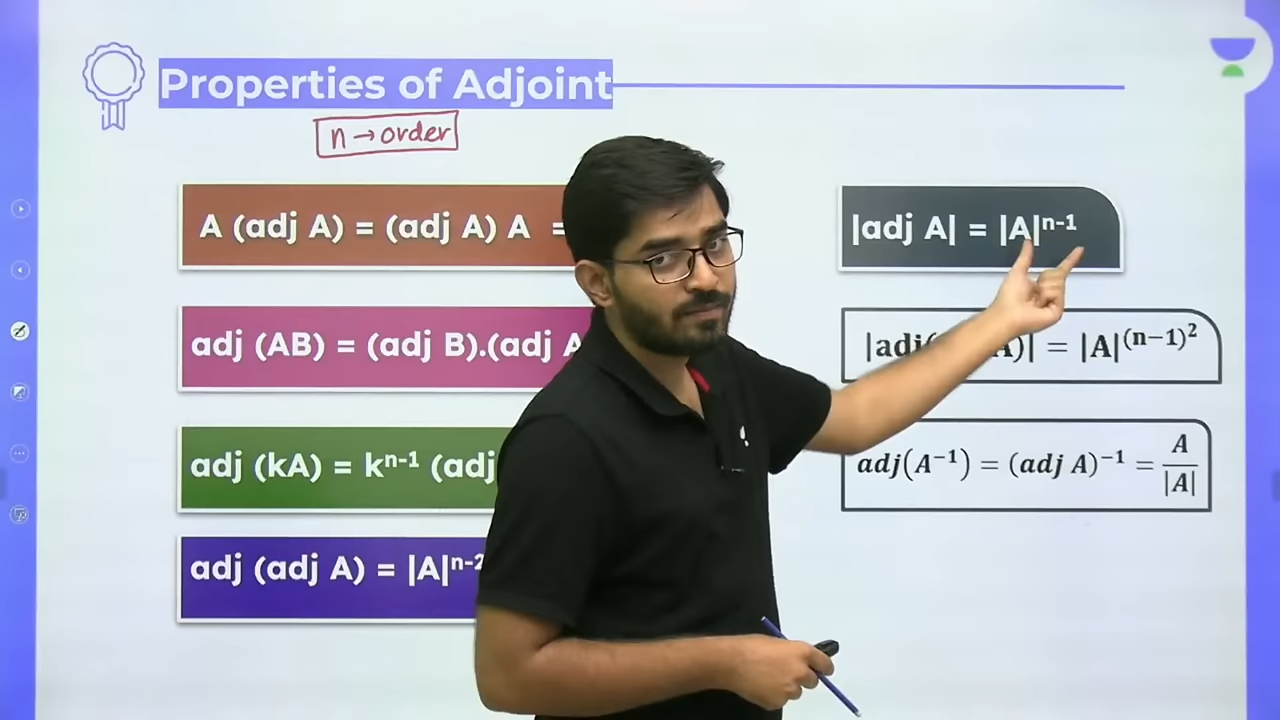 Properties of Adjoint
n → order
A (adj A) = (adj A) A =
adj (AB) = (adj B).(adj A
adj (kA) = kⁿ⁻¹ (adj
adj (adj A) = |A|ⁿ⁻²
|adj A| = |A|ⁿ⁻¹
|adj( A)| = |A|⁽ⁿ⁻¹⁾²
adj(A⁻¹) = (adj A)⁻¹ = A/|A|